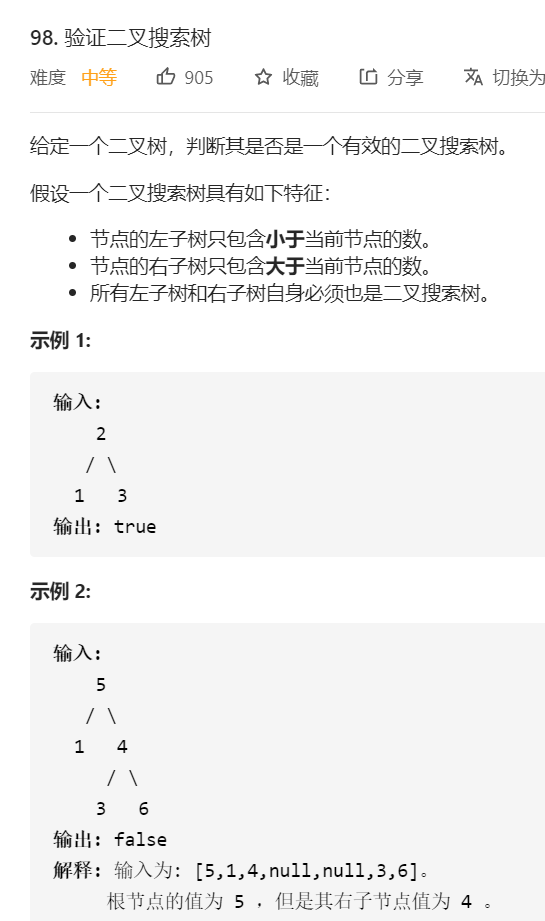 98. 验证二叉搜索树
难度 中等 905 收藏 分享 切换为
给定一个二叉树，判断其是否是一个有效的二叉搜索树。
假设一个二叉搜索树具有如下特征：
• 节点的左子树只包含小于当前节点的数。
• 节点的右子树只包含大于当前节点的数。
• 所有左子树和右子树自身必须也是二叉搜索树。
示例 1:
输入:
2
/ \
1 3
输出: true
示例 2:
输入:
5
/ \
1 4
/ \
3 6
输出: false
解释: 输入为: [5,1,4,null,null,3,6]。
根节点的值为 5 ，但是其右子节点值为 4 。